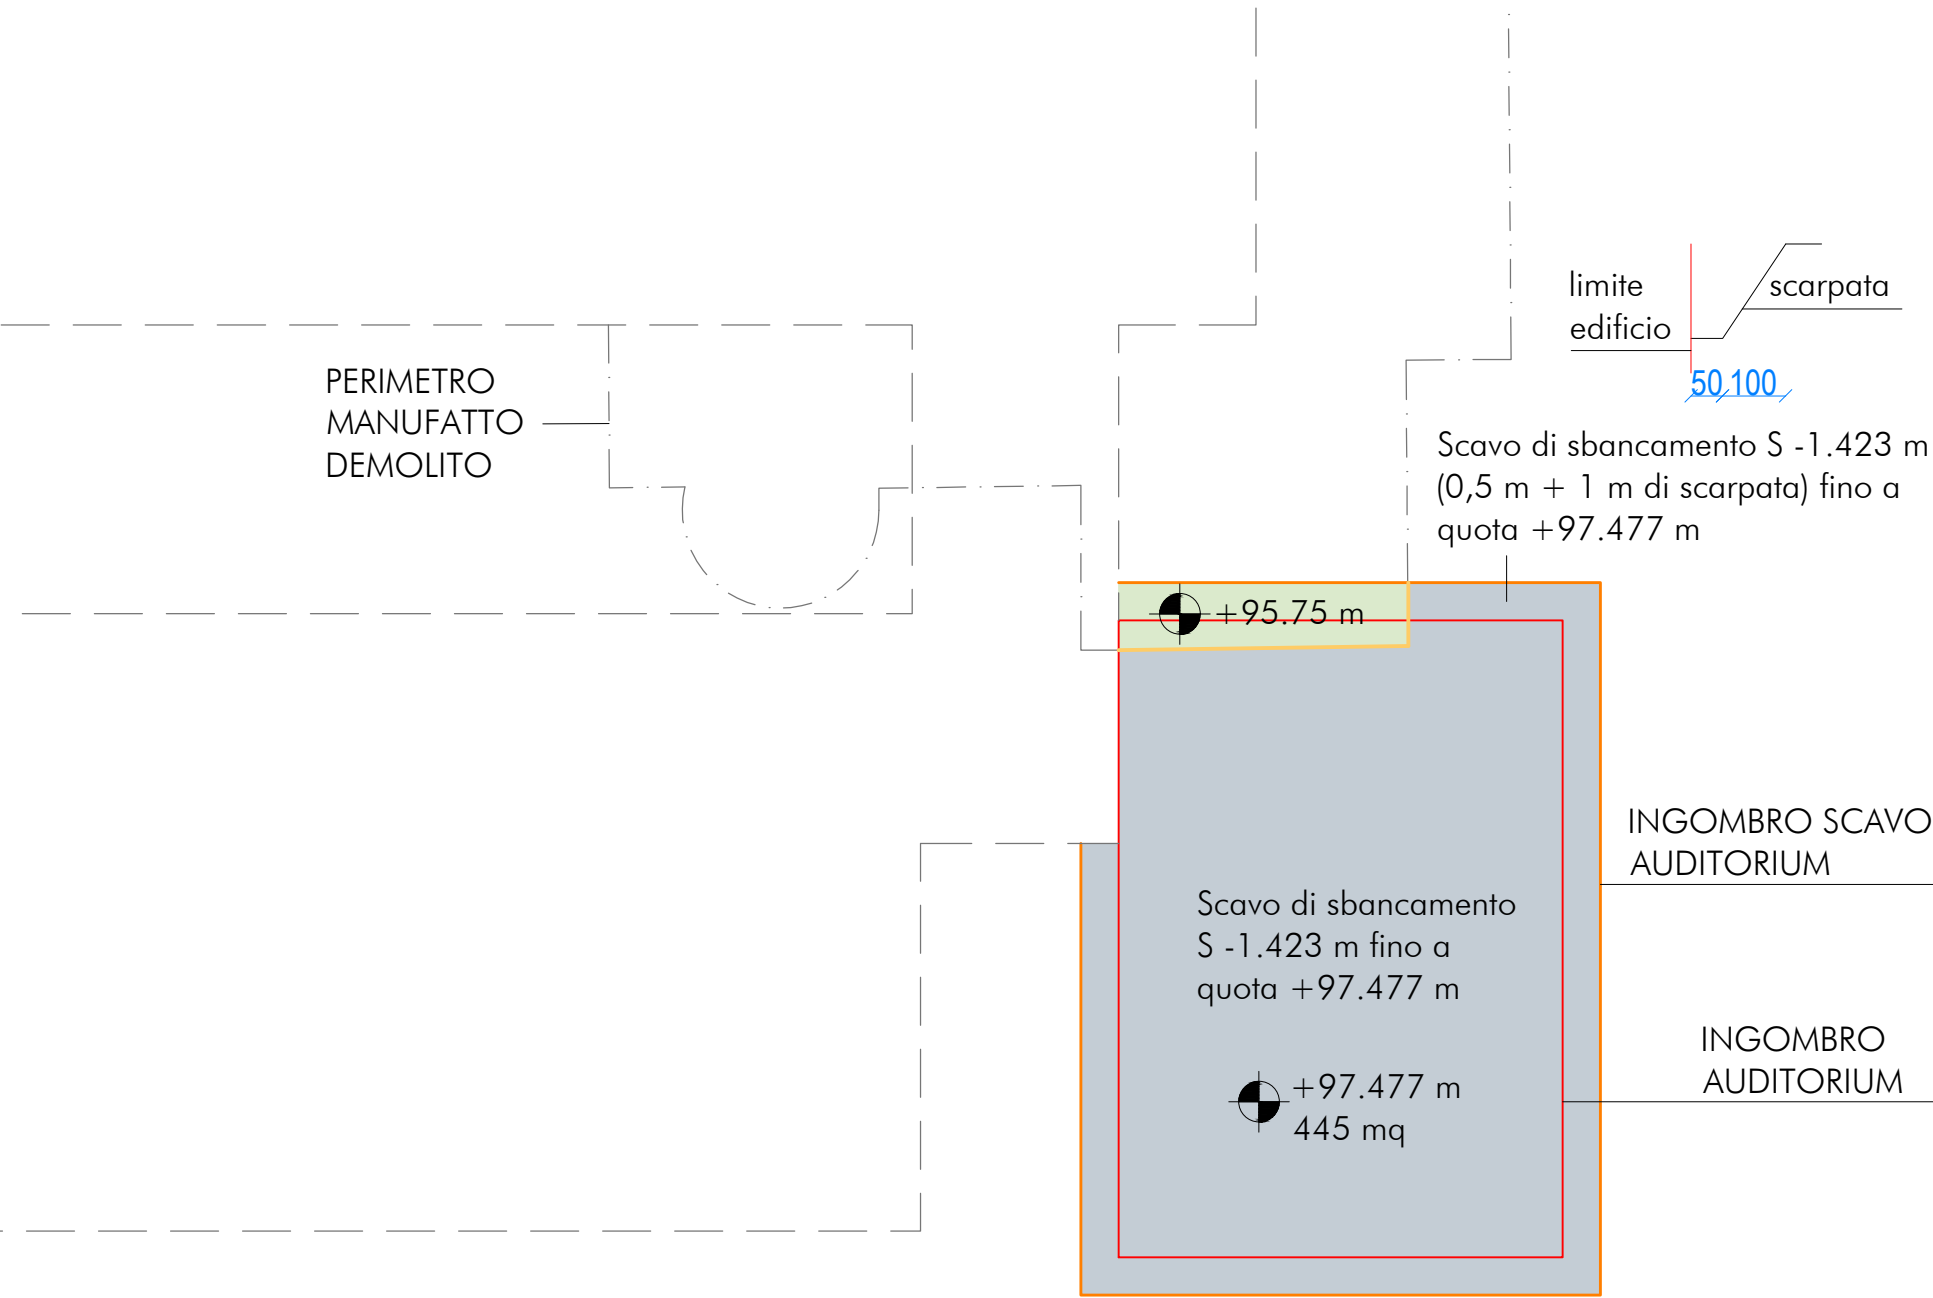 PERIMETRO
MANUFATTO
DEMOLITO
limite
edificio
scarpata
50 100
Scavo di sbancamento S -1.423 m
(0,5 m + 1 m di scarpata) fino a
quota +97.477 m
+95.75 m
INGOMBRO SCAVO
AUDITORIUM
Scavo di sbancamento
S -1.423 m fino a
quota +97.477 m
+97.477 m
445 mq
INGOMBRO
AUDITORIUM